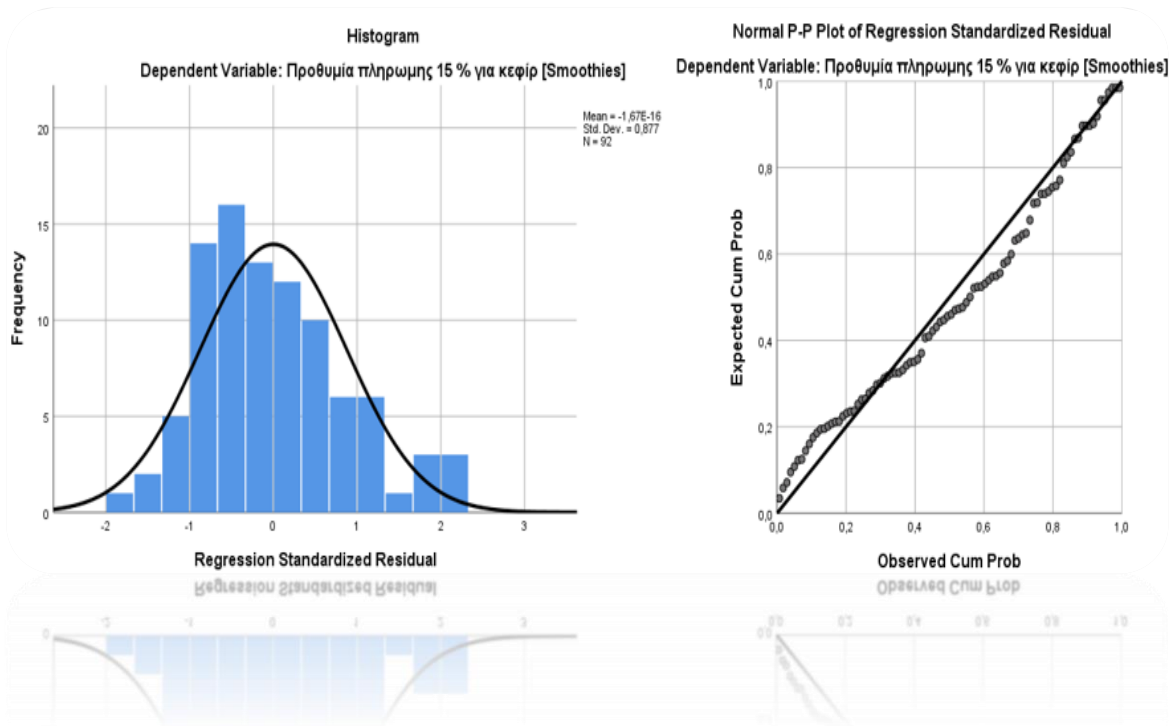 Histogram
Dependent Variable: Προθυμία πληρωμης 15 % για κεφίρ [Smoothies]
Mean = -1,67E-16
Std. Dev. = 0,877
N = 92
20
15
10
5
0
Frequency
-2 -1 0 1 2 3
Regression Standardized Residual
Normal P-P Plot of Regression Standardized Residual
Dependent Variable: Προθυμία πληρωμης 15 % για κεφίρ [Smoothies]
1,0
0,8
0,6
0,4
0,2
0,0
Expected Cum Prob
0,0 0,2 0,4 0,6 0,8 1,0
Observed Cum Prob